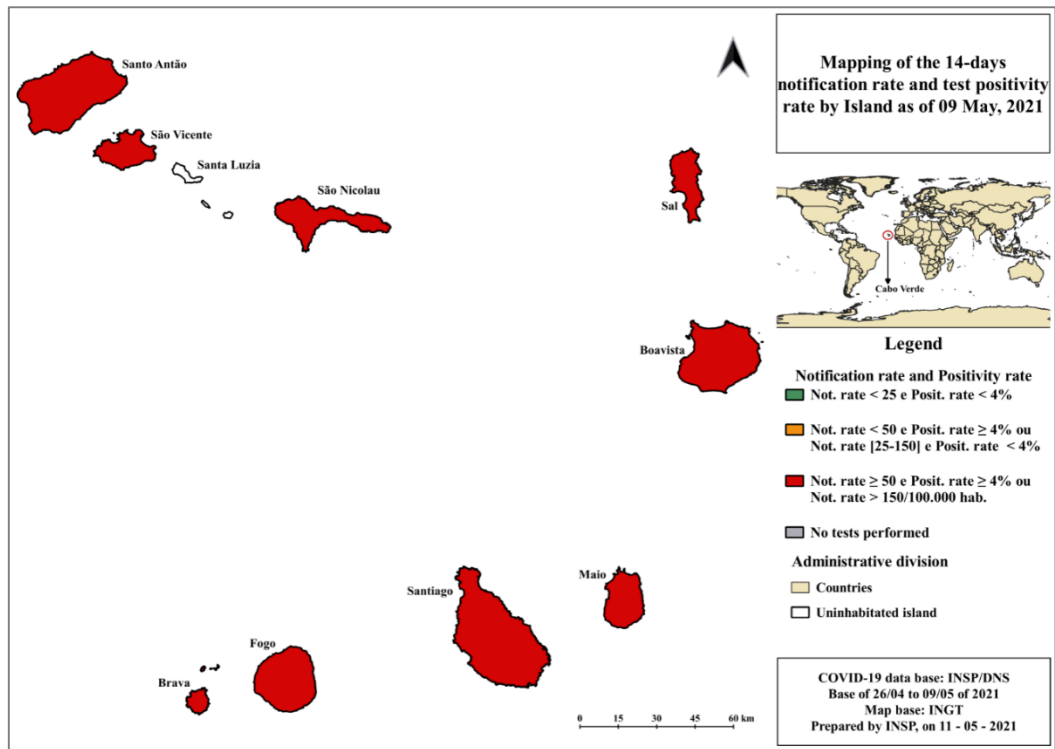 Mapping of the 14-days
notification rate and test positivity
rate by Island as of 09 May, 2021
Santo Antão
São Vicente
Santa Luzia
São Nicolau
Sal
Boavista
Maio
Santiago
Fogo
Brava
Cabo Verde
Legend
Notification rate and Positivity rate
Not. rate < 25 e Posit. rate < 4%
Not. rate < 50 e Posit. rate ≥ 4% ou
Not. rate [25-150] e Posit. rate < 4%
Not. rate ≥ 50 e Posit. rate ≥ 4% ou
Not. rate > 150/100.000 hab.
No tests performed
Administrative division
Countries
Uninhabitated island
0 15 30 45 60 km
COVID-19 data base: INSP/DNS
Base of 26/04 to 09/05 of 2021
Map base: INGT
Prepared by INSP, on 11 - 05 - 2021